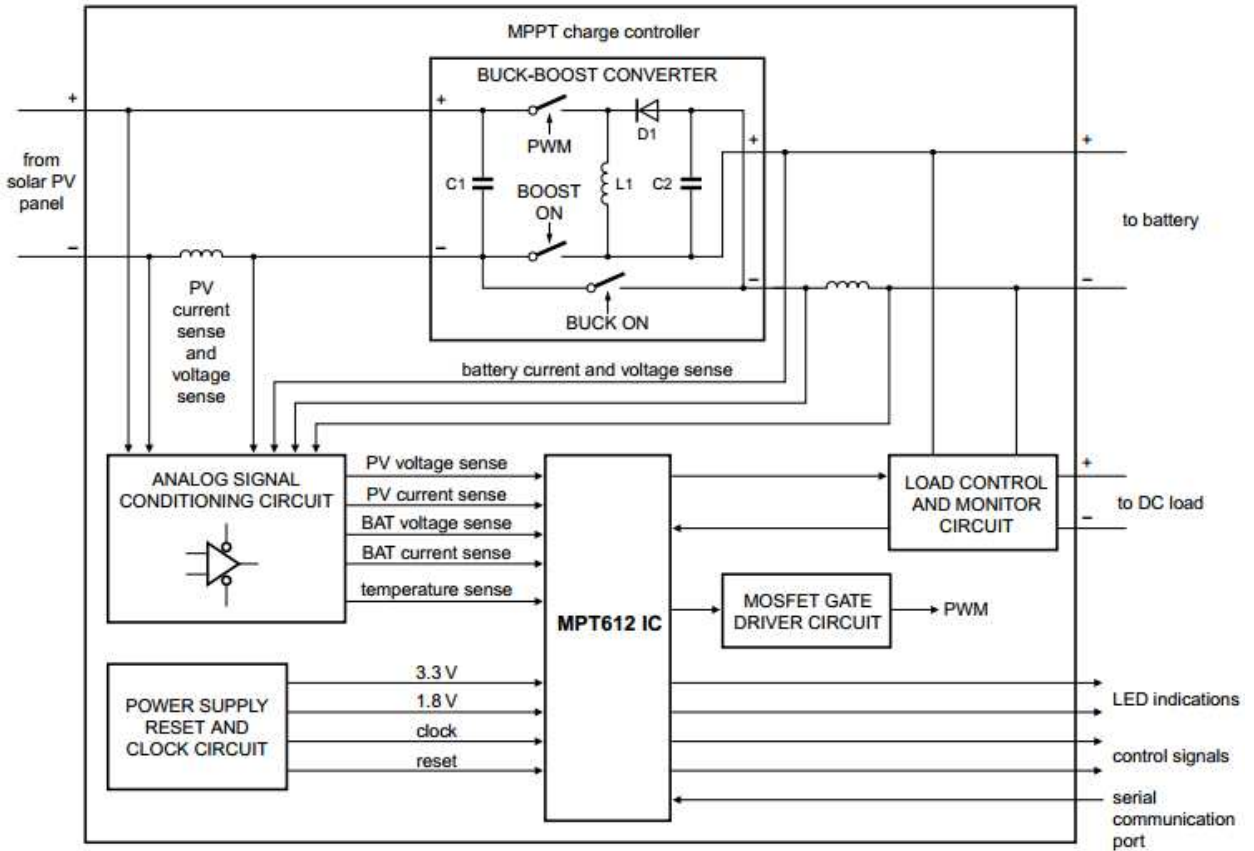 MPPT charge controller
BUCK-BOOST CONVERTER
+
+
PWM
D1
C1
BOOST
ON
L1
C2
+
+
from
solar PV
panel
−
−
−
−
to battery
BUCK ON
PV
current
sense
and
voltage
sense
battery current and voltage sense
ANALOG SIGNAL
CONDITIONING CIRCUIT
PV voltage sense
PV current sense
BAT voltage sense
BAT current sense
temperature sense
MPT612 IC
LOAD CONTROL
AND MONITOR
CIRCUIT
+
−
to DC load
MOSFET GATE
DRIVER CIRCUIT
PWM
POWER SUPPLY
RESET AND
CLOCK CIRCUIT
3.3 V
1.8 V
clock
reset
LED indications
control signals
serial
communication
port